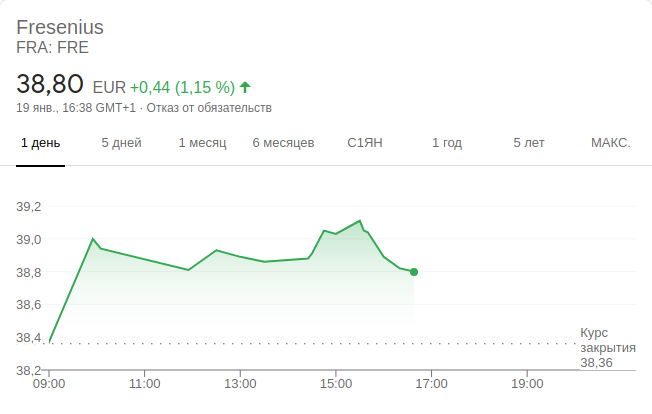 Fresenius
FRA: FRE
38,80 EUR +0,44 (1,15 %)
19 янв., 16:38 GMT+1 · Отказ от обязательств
1 день 5 дней 1 месяц 6 месяцев С1ЯН 1 год 5 лет МАКС.
39,2
39,0
38,8
38,6
38,4
Курс
закрытия
38,36
38,2
09:00 11:00 13:00 15:00 17:00 19:00